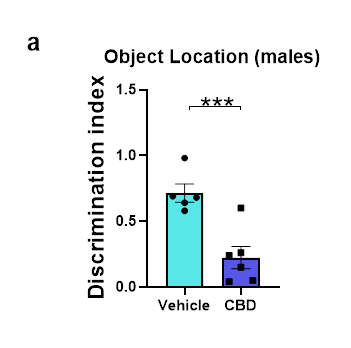 a
Object Location (males)
Discrimination index
1.5
1.0
0.5
0.0
***
Vehicle CBD